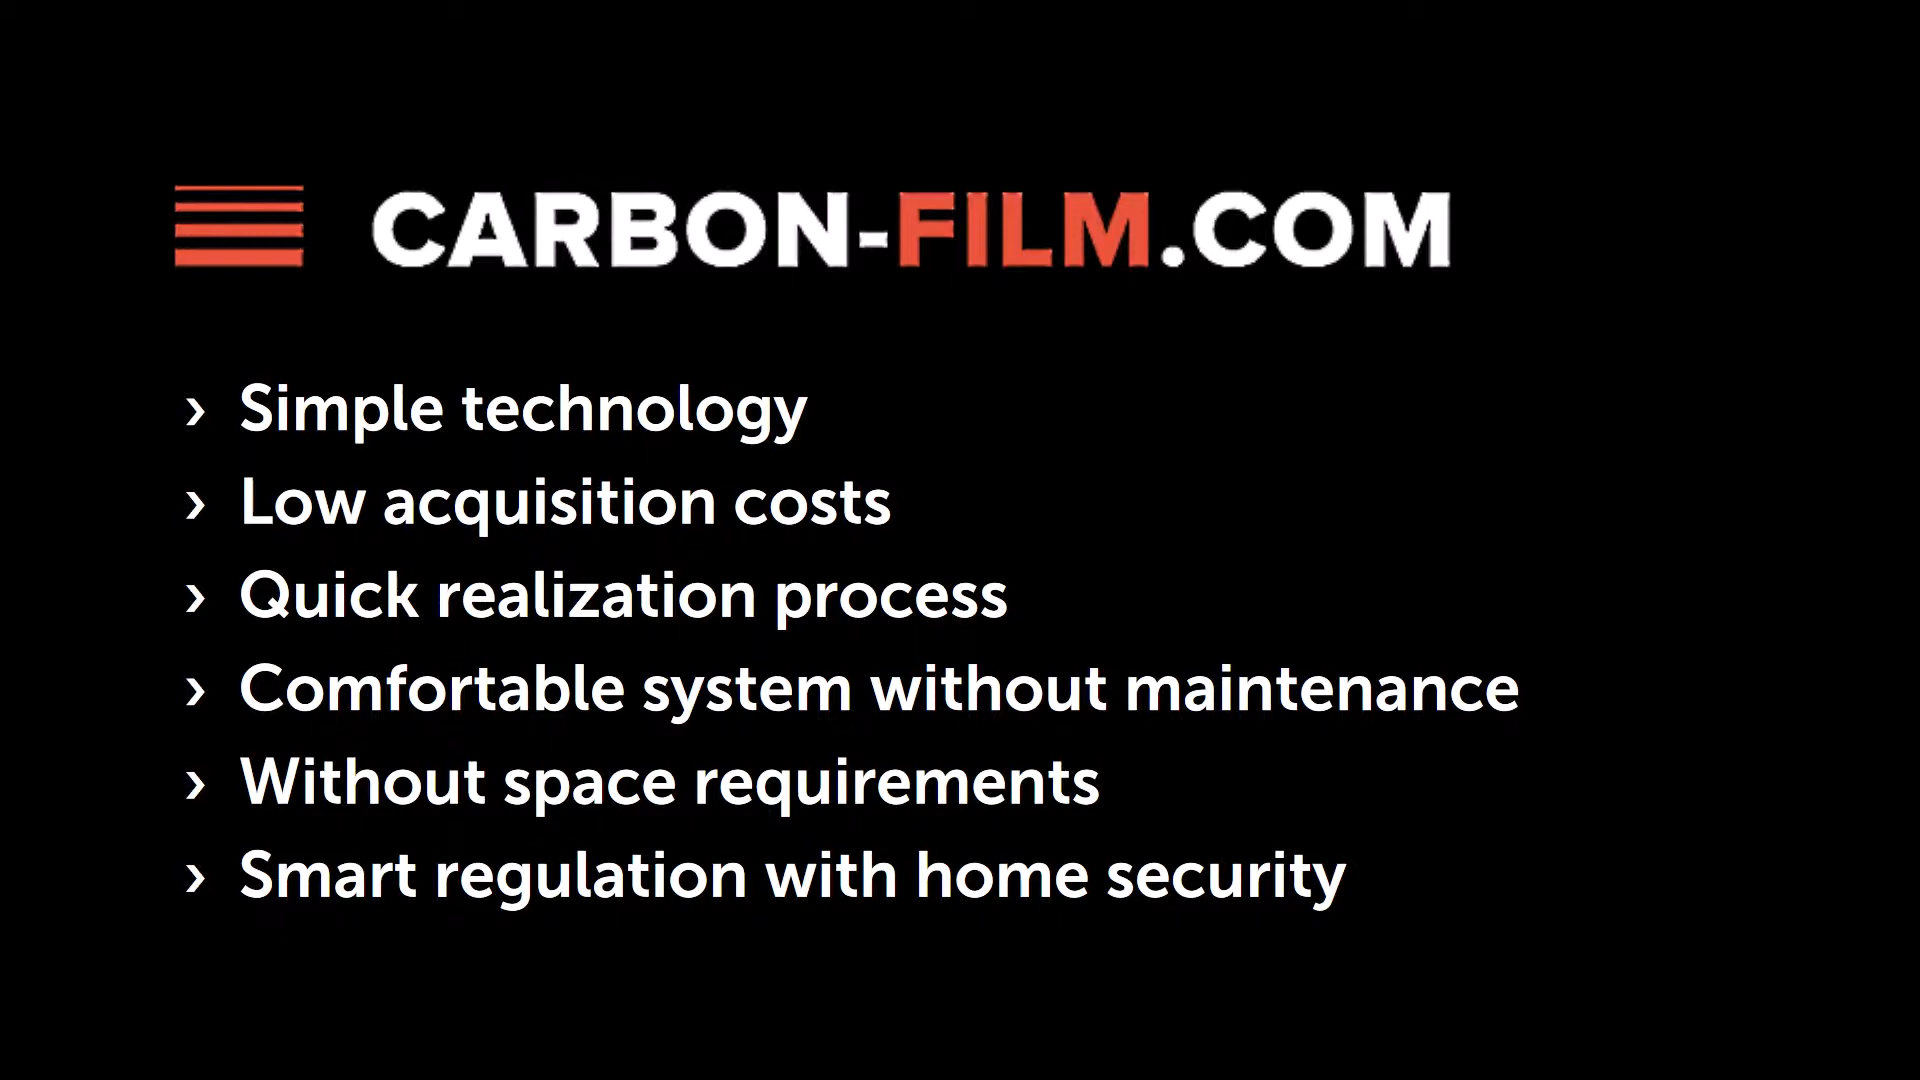 CARBON-FILM.COM
› Simple technology
› Low acquisition costs
› Quick realization process
› Comfortable system without maintenance
› Without space requirements
› Smart regulation with home security